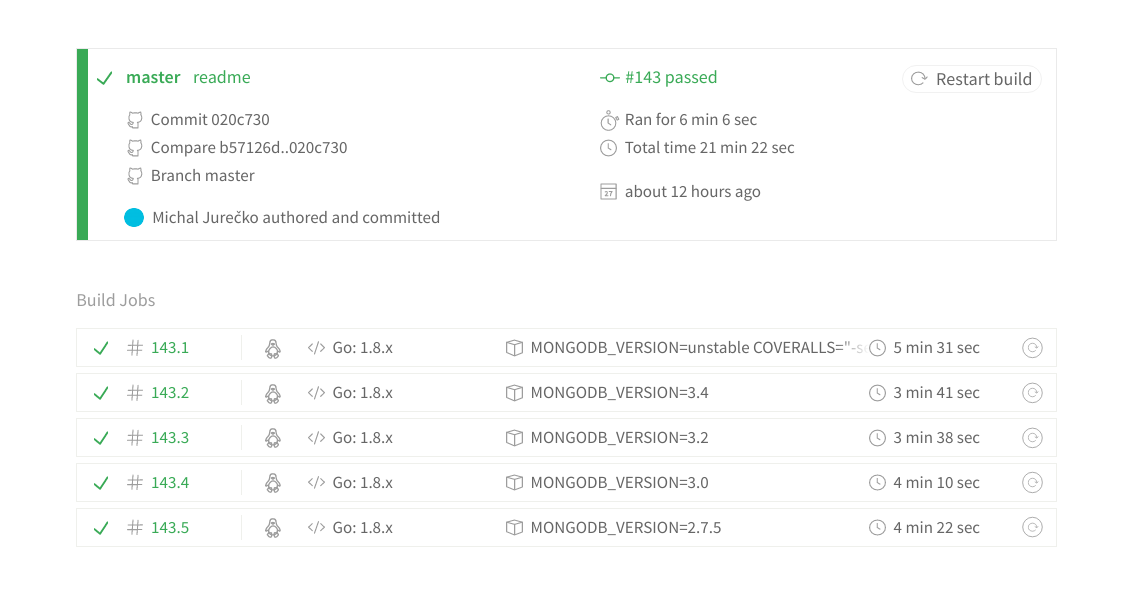 master readme
#143 passed
Restart build
Commit 020c730
Ran for 6 min 6 sec
Compare b57126d..020c730
Total time 21 min 22 sec
Branch master
27 about 12 hours ago
Michal Jurečko authored and committed
Build Jobs
# 143.1 </> Go: 1.8.x MONGODB_VERSION=unstable COVERALLS="-s 5 min 31 sec
# 143.2 </> Go: 1.8.x MONGODB_VERSION=3.4 3 min 41 sec
# 143.3 </> Go: 1.8.x MONGODB_VERSION=3.2 3 min 38 sec
# 143.4 </> Go: 1.8.x MONGODB_VERSION=3.0 4 min 10 sec
# 143.5 </> Go: 1.8.x MONGODB_VERSION=2.7.5 4 min 22 sec